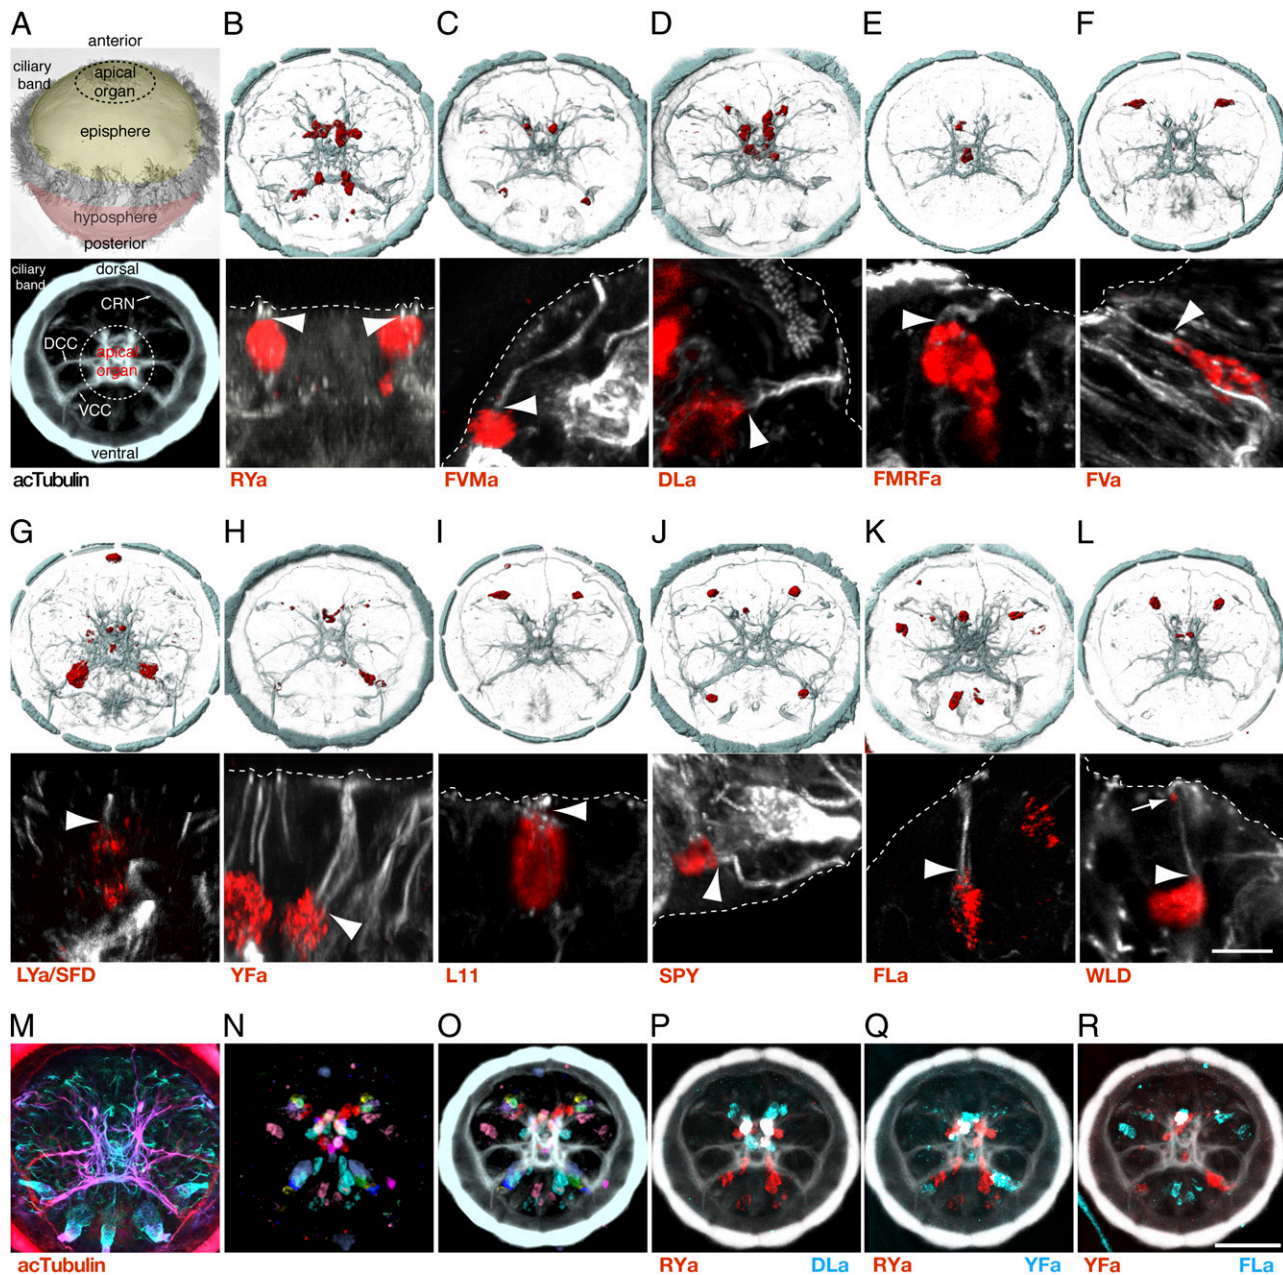 A B C D E F
anterior
ciliary
band
apical
organ
episphere
hyposphere
posterior
ciliary
band
dorsal
CRN
DCC
apical
organ
VCC
ventral
acTubulin RYa FVMa DLa FMRFa FVa
G H I J K L
LYa/SFD YFa L11 SPY FLa WLD
M N O P Q R
acTubulin RYa DLa RYa YFa YFa FLa